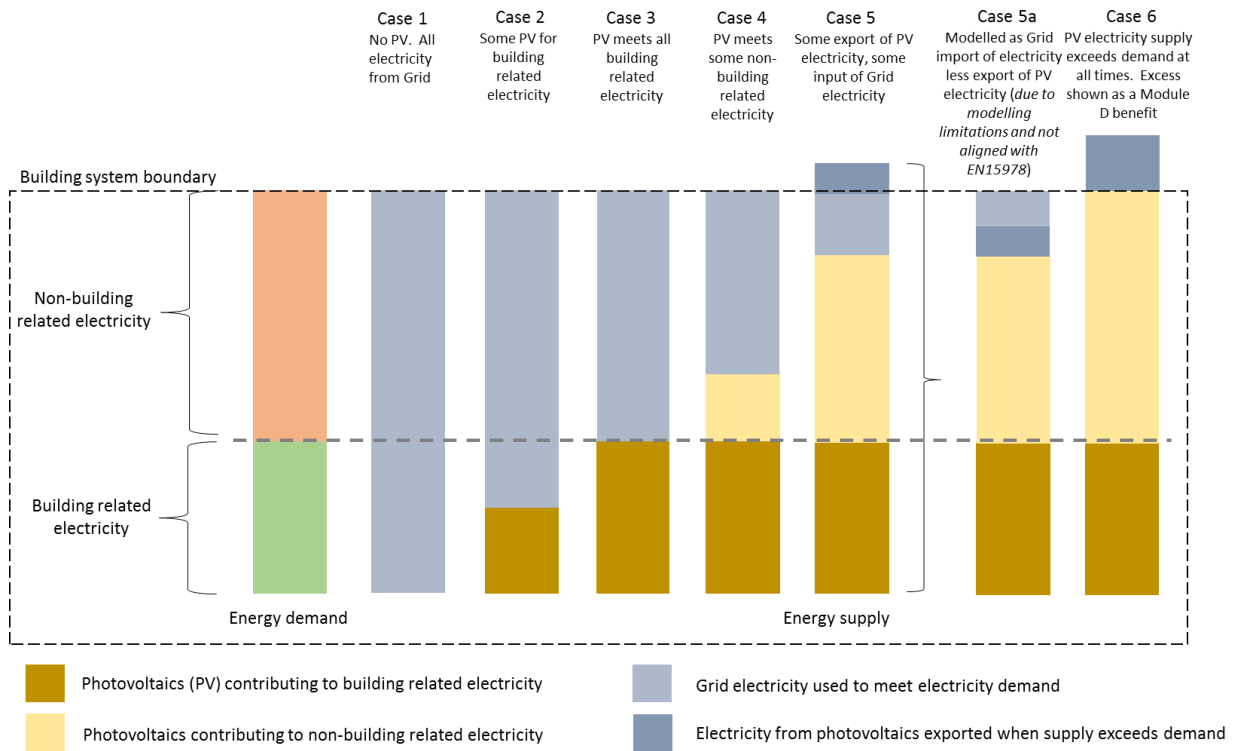 Case 1
No PV.  All
electricity
from Grid
Case 2
Some PV for
building
related
electricity
Case 3
PV meets all
building
related
electricity
Case 4
PV meets
some non-
building
related
electricity
Case 5
Some export of PV
electricity, some
input of Grid
electricity
Case 5a
Modelled as Grid
import of electricity
less export of PV
electricity (due to
modelling
limitations and not
aligned with
EN15978)
Case 6
PV electricity supply
exceeds demand at
all times.  Excess
shown as a Module
D benefit
Building system boundary
Non-building
related electricity
Building related
electricity
Energy demand
Energy supply
Photovoltaics (PV) contributing to building related electricity
Photovoltaics contributing to non-building related electricity
Grid electricity used to meet electricity demand
Electricity from photovoltaics exported when supply exceeds demand